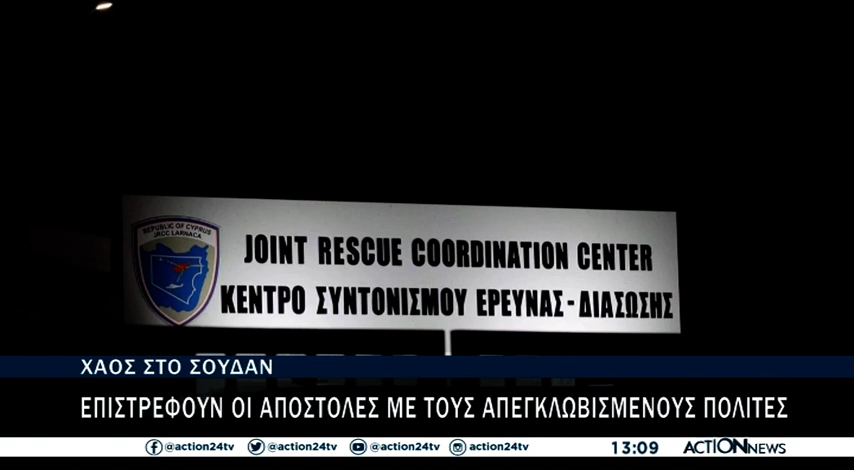 REPUBLIC OF CYPRUS
JRCC LARNACA
JOINT RESCUE COORDINATION CENTER
ΚΕΝΤΡΟ ΣΥΝΤΟΝΙΣΜΟΥ ΕΡΕΥΝΑΣ-ΔΙΑΣΩΣΗΣ
ΧΑΟΣ ΣΤΟ ΣΟΥΔΑΝ
ΕΠΙΣΤΡΕΦΟΥΝ ΟΙ ΑΠΟΣΤΟΛΕΣ ΜΕ ΤΟΥΣ ΑΠΕΓΚΛΩΒΙΣΜΕΝΟΥΣ ΠΟΛΙΤΕΣ
@action24tv @action24tv @action24tv action24tv 13:09 ACTION NEWS